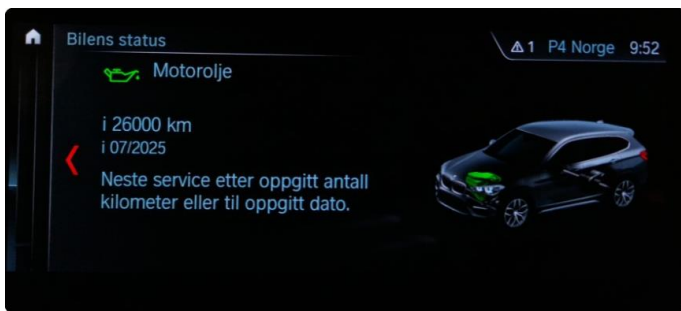 Bilens status
1 P4 Norge 9:52
Motorolje
i 26000 km
i 07/2025
Neste service etter oppgitt antall
kilometer eller til oppgitt dato.